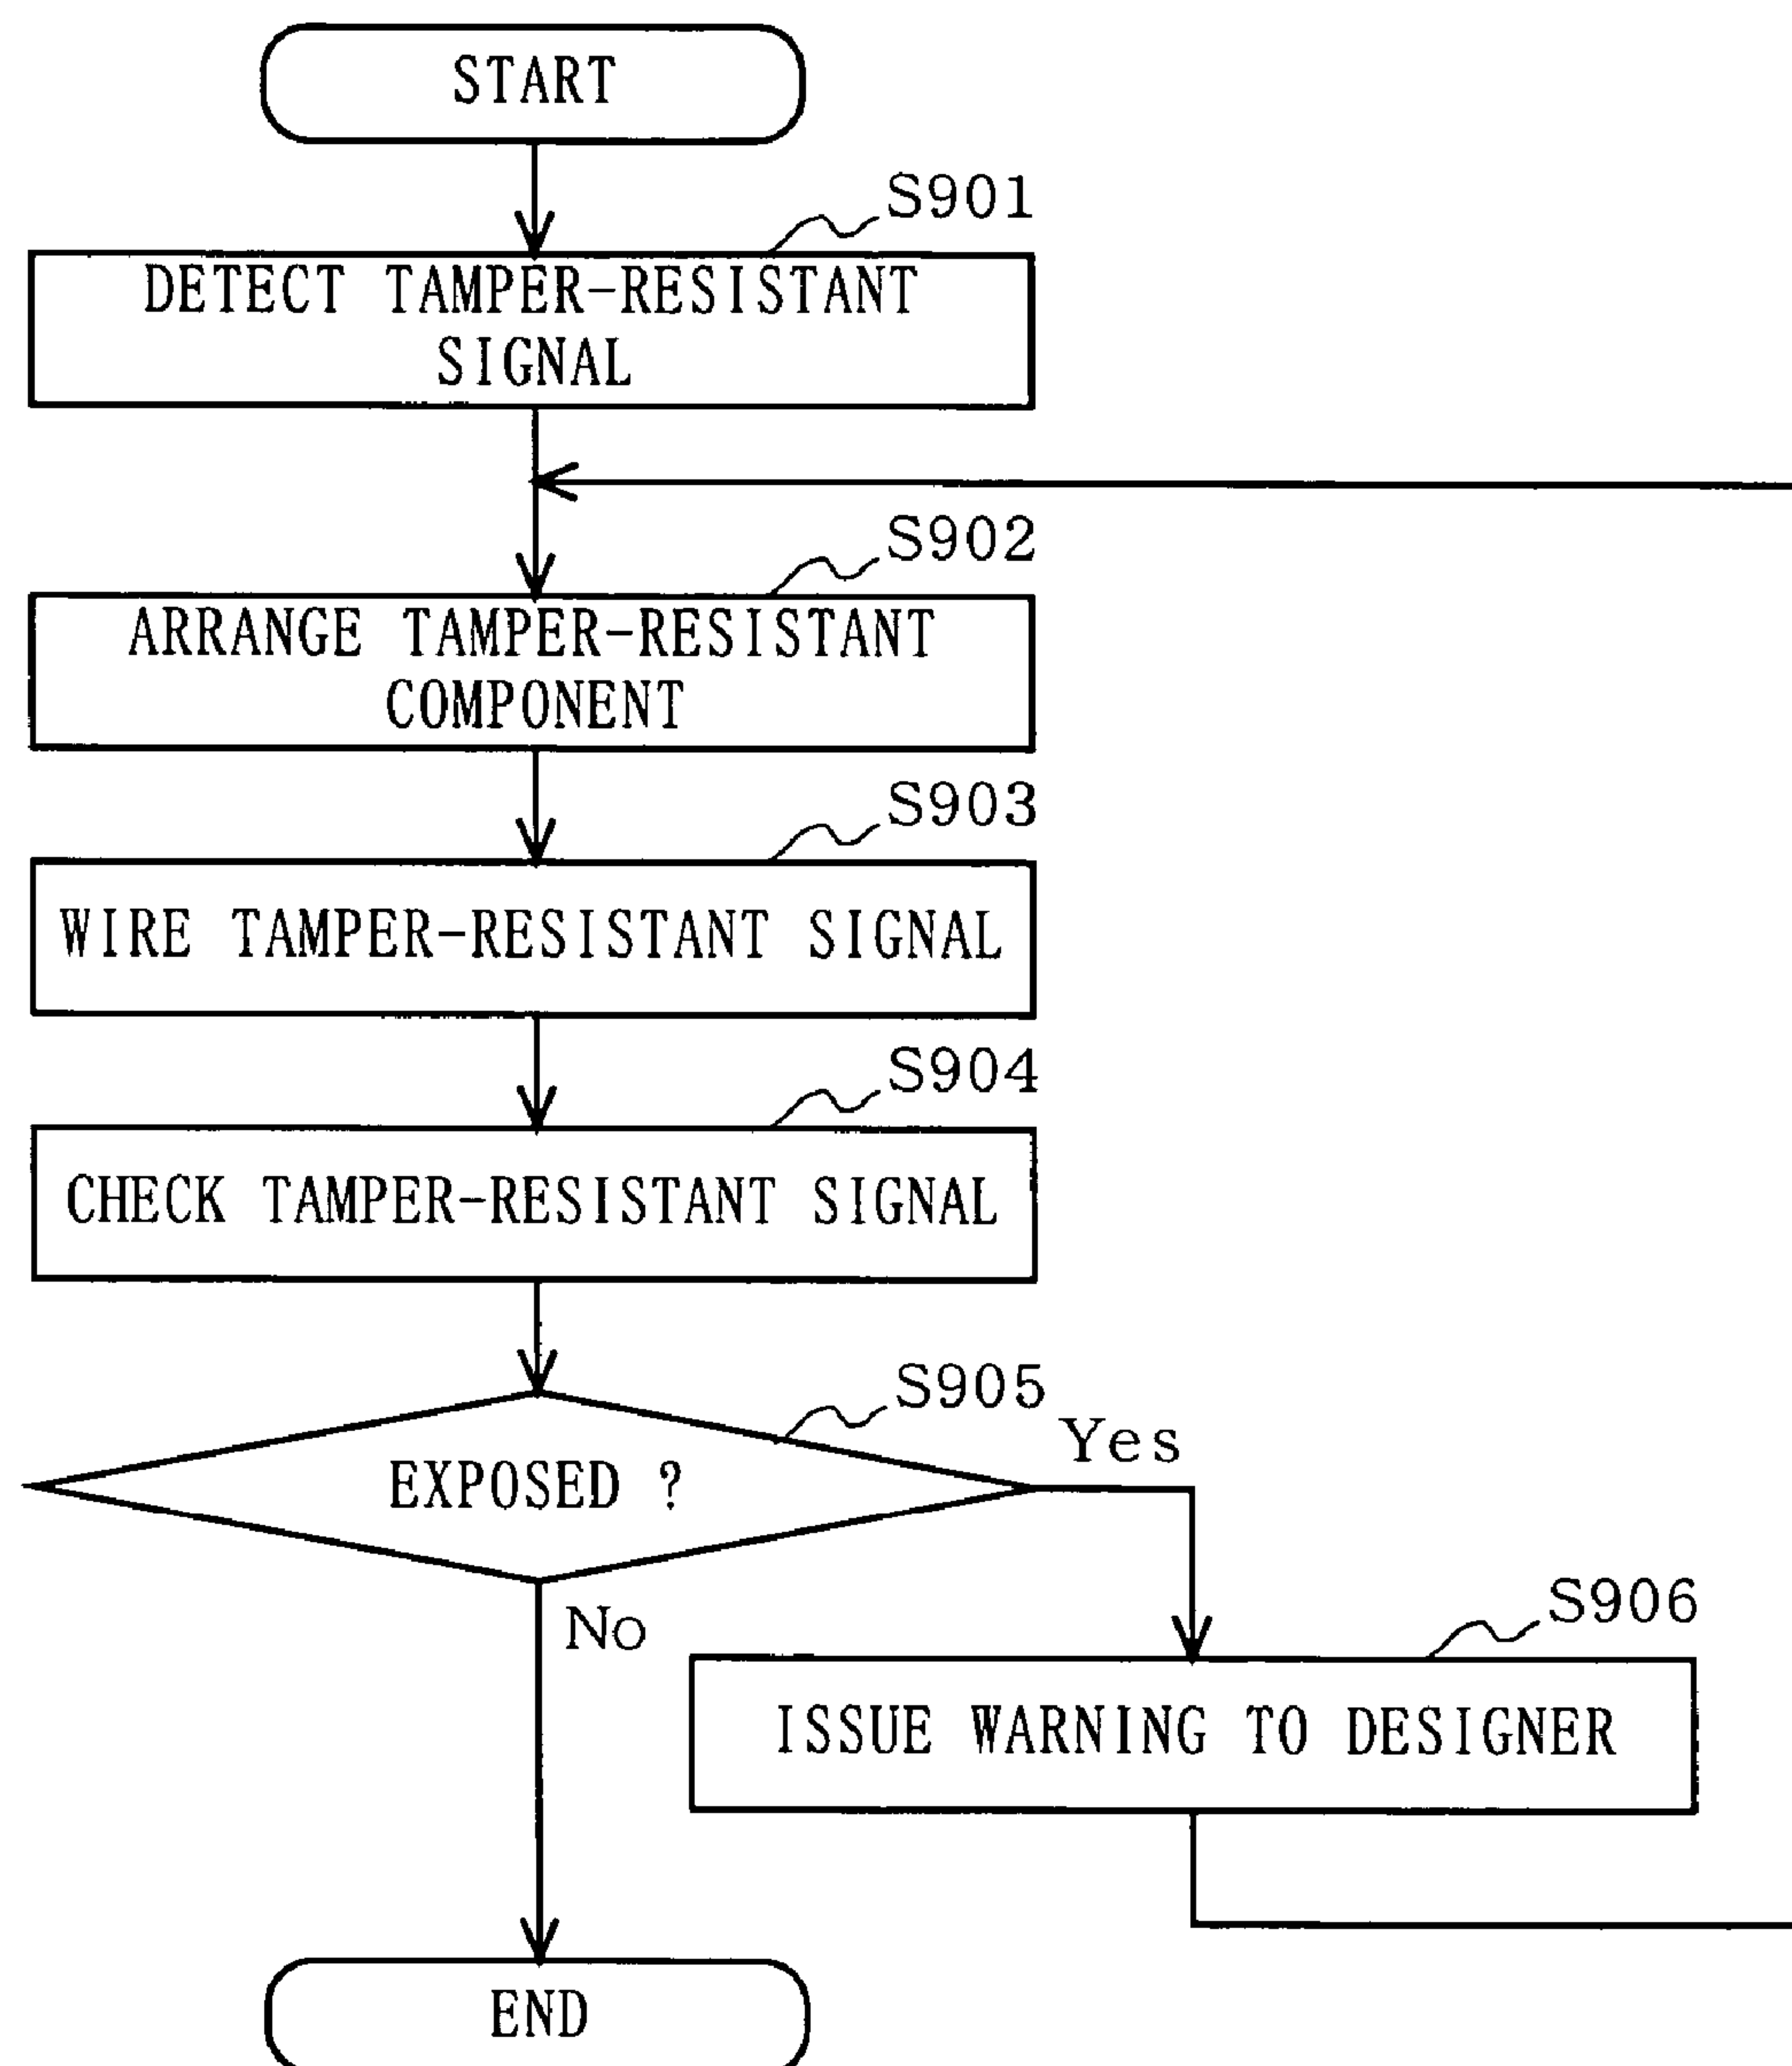 START
S901
DETECT TAMPER-RESISTANT
SIGNAL
S902
ARRANGE TAMPER-RESISTANT
COMPONENT
S903
WIRE TAMPER-RESISTANT SIGNAL
S904
CHECK TAMPER-RESISTANT SIGNAL
S905
EXPOSED ?
Yes
No
S906
ISSUE WARNING TO DESIGNER
END